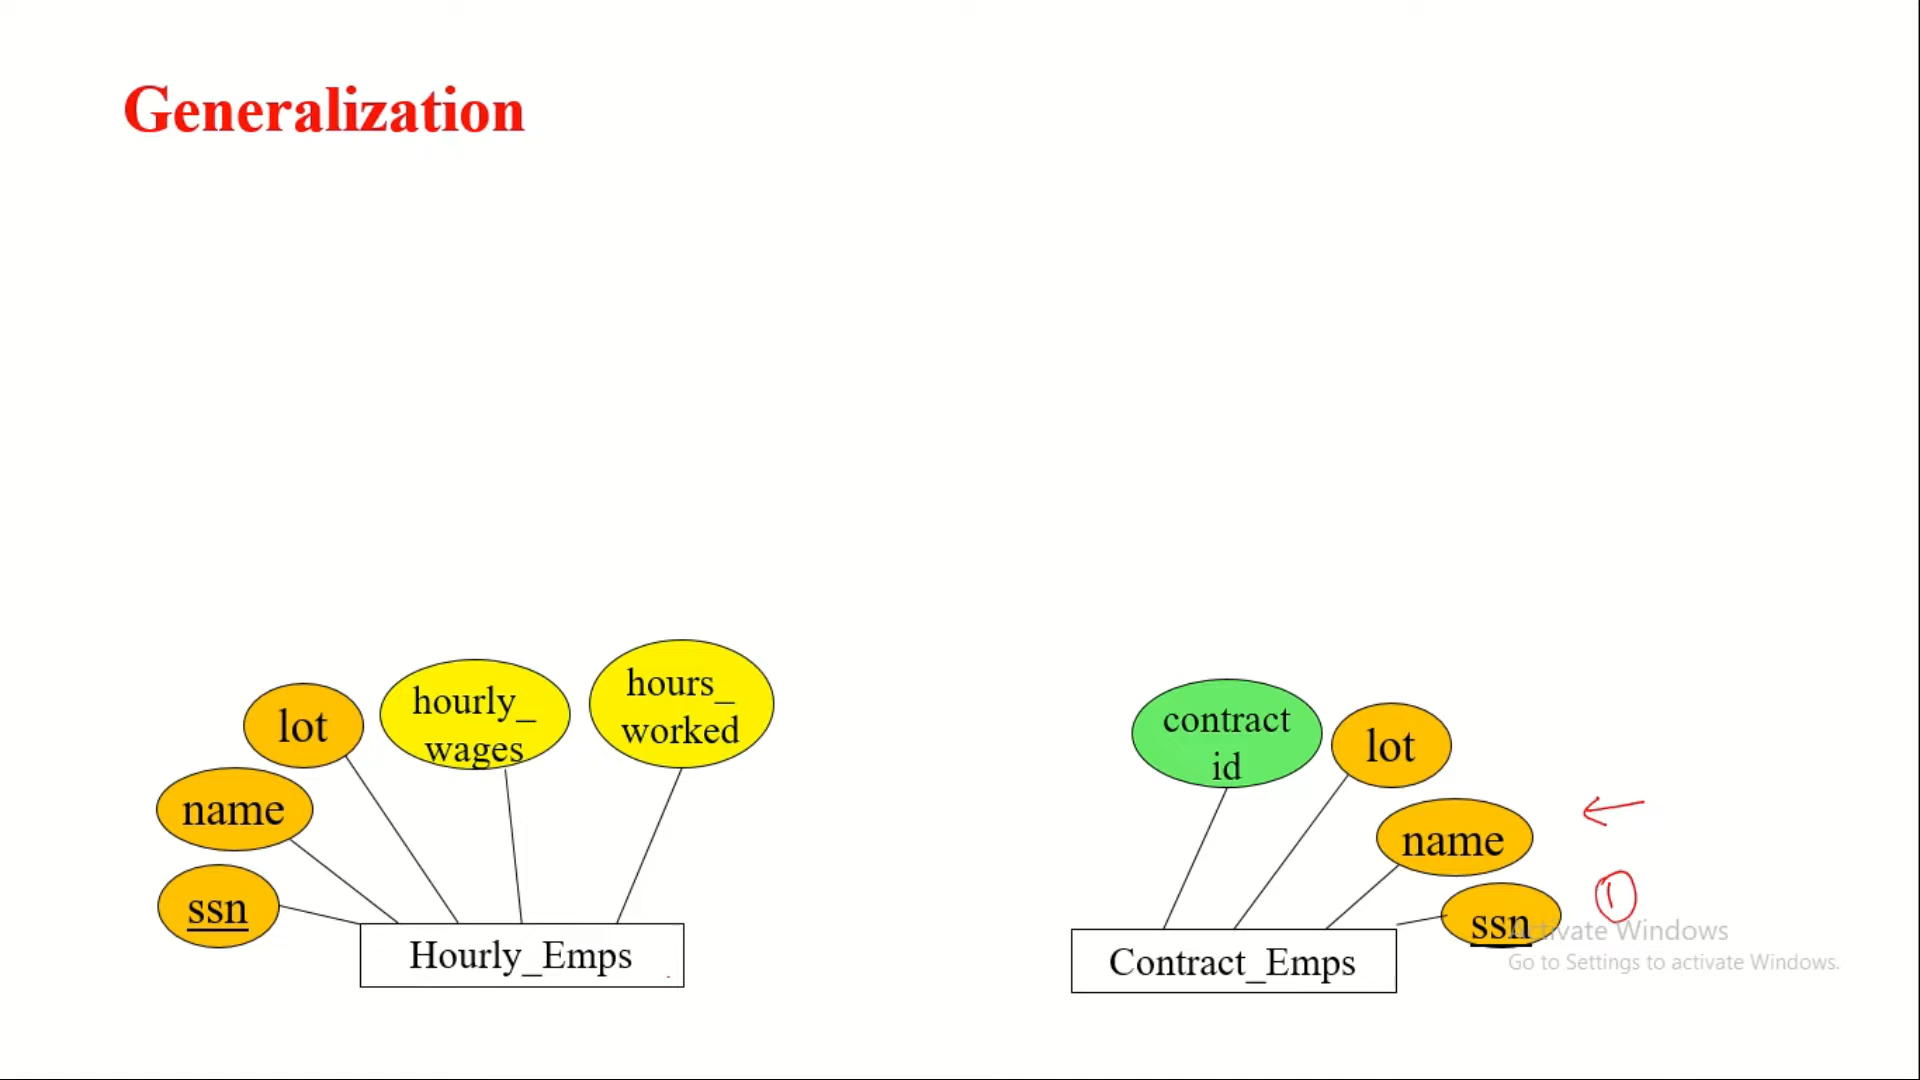 Generalization
lot
hourly_
wages
hours_
worked
name
ssn
Hourly_Emps
contract
id
lot
name
ssn
Contract_Emps
1
Activate Windows
Go to Settings to activate Windows.